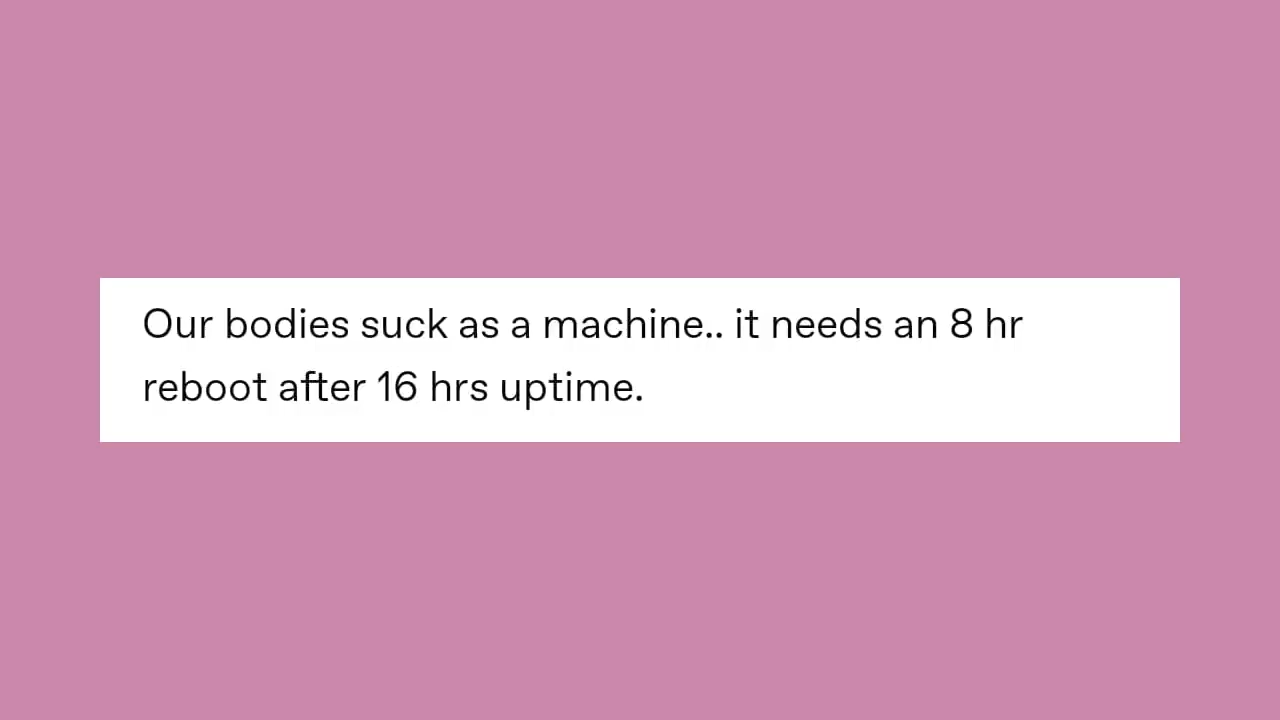 Our bodies suck as a machine.. it needs an 8 hr
reboot after 16 hrs uptime.